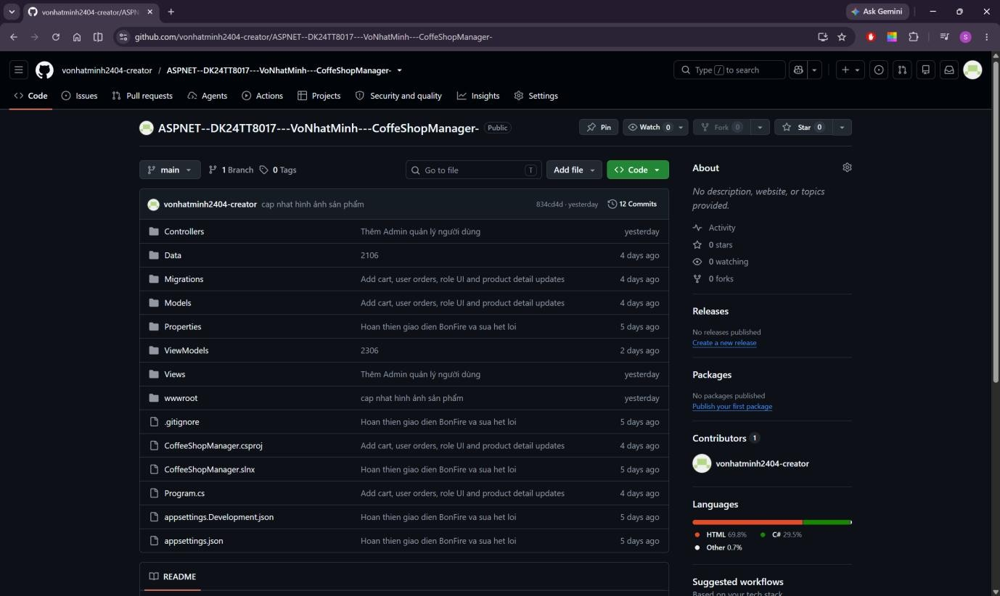 vonhatminh2404-creator/ASPN
Ask Gemini
github.com/vonhatminh2404-creator/ASPNET--DK24TT8017---VoNhatMinh---CoffeShopManager-
S
vonhatminh2404-creator / ASPNET--DK24TT8017---VoNhatMinh---CoffeShopManager-
Type / to search
Code Issues Pull requests Agents Actions Projects Security and quality Insights Settings
ASPNET--DK24TT8017---VoNhatMinh---CoffeShopManager- Public
Pin Watch 0 Fork 0 Star 0
main 1 Branch 0 Tags
Go to file T Add file Code
vonhatminh2404-creator cap nhat hình ảnh sản phẩm 834cd4d · yesterday 12 Commits
Controllers Thêm Admin quản lý người dùng yesterday
Data 2106 4 days ago
Migrations Add cart, user orders, role UI and product detail updates 4 days ago
Models Add cart, user orders, role UI and product detail updates 4 days ago
Properties Hoan thien giao dien BonFire va sua het loi 5 days ago
ViewModels 2306 2 days ago
Views Thêm Admin quản lý người dùng yesterday
wwwroot cap nhat hình ảnh sản phẩm yesterday
.gitignore Hoan thien giao dien BonFire va sua het loi 5 days ago
CoffeeShopManager.csproj Add cart, user orders, role UI and product detail updates 4 days ago
CoffeeShopManager.slnx Hoan thien giao dien BonFire va sua het loi 5 days ago
Program.cs Add cart, user orders, role UI and product detail updates 4 days ago
appsettings.Development.json Hoan thien giao dien BonFire va sua het loi 5 days ago
appsettings.json Hoan thien giao dien BonFire va sua het loi 5 days ago
README
About
No description, website, or topics
provided.
Activity
0 stars
0 watching
0 forks
Releases
No releases published
Create a new release
Packages
No packages published
Publish your first package
Contributors 1
vonhatminh2404-creator
Languages
HTML 69.8% C# 29.5%
Other 0.7%
Suggested workflows
Based on your tech stack